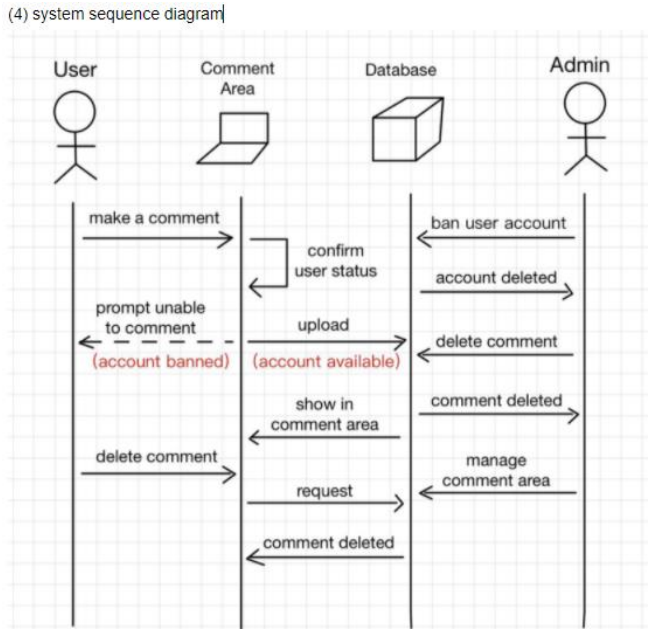 (4) system sequence diagram
User
Comment
Area
Database
Admin
make a comment
ban user account
confirm
user status
account deleted
prompt unable
to comment
upload
delete comment
(account banned)
(account available)
show in
comment area
comment deleted
delete comment
manage
comment area
request
comment deleted